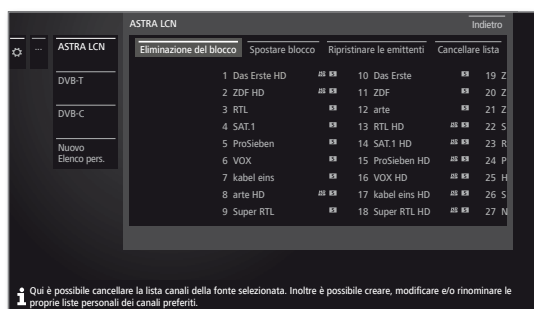 ASTRA LCN
Indietro
...
ASTRA LCN
DVB-T
DVB-C
Nuovo
Elenco pers.
Eliminazione del blocco Spostare blocco Ripristinare le emittenti Cancellare lista
1 Das Erste HD 10 Das Erste 19 Z
2 ZDF HD 11 ZDF 20 Z
3 RTL 12 arte 21 Z
4 SAT.1 13 RTL HD 22 S
5 ProSieben 14 SAT.1 HD 23 R
6 VOX 15 ProSieben HD 24 P
7 kabel eins 16 VOX HD 25 H
8 arte HD 17 kabel eins HD 26 S
9 Super RTL 18 Super RTL HD 27 N
Qui è possibile cancellare la lista canali della fonte selezionata. Inoltre è possibile creare, modificare e/o rinominare le
proprie liste personali dei canali preferiti.